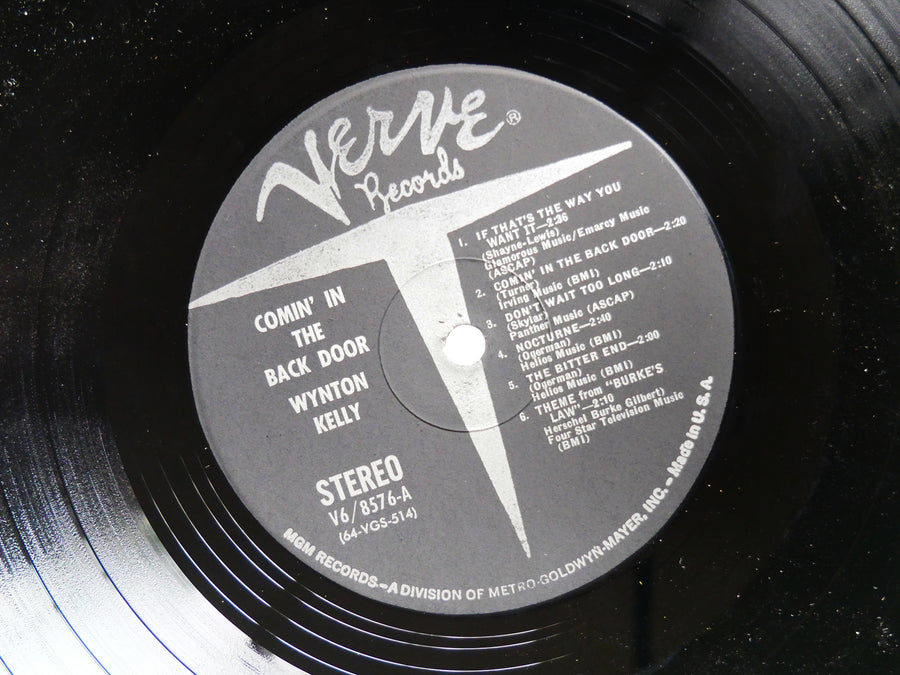 VERVE ®
Records
COMIN' IN
THE
BACK DOOR
WYNTON
KELLY
STEREO
V6/8576-A
(64-VGS-514)
1. IF THAT'S THE WAY YOU
WANT IT—2:36
(Shayne-Lewis)
Glamorous Music/Emarcy Music
(ASCAP)
2. COMIN' IN THE BACK DOOR—2:20
(Turner)
Irving Music (BMI)
3. DON'T WAIT TOO LONG—2:10
(Skylar)
Panther Music (ASCAP)
4. NOCTURNE—2:40
(Ogerman)
Helios Music (BMI)
5. THE BITTER END—2:00
(Ogerman)
Helios Music (BMI)
6. THEME from "BURKE'S
LAW"—2:10
Herschel Burke Gilbert)
Four Star Television Music
(BMI)
MGM RECORDS—A DIVISION OF METRO-GOLDWYN-MAYER, INC.—Made in U.S.A.